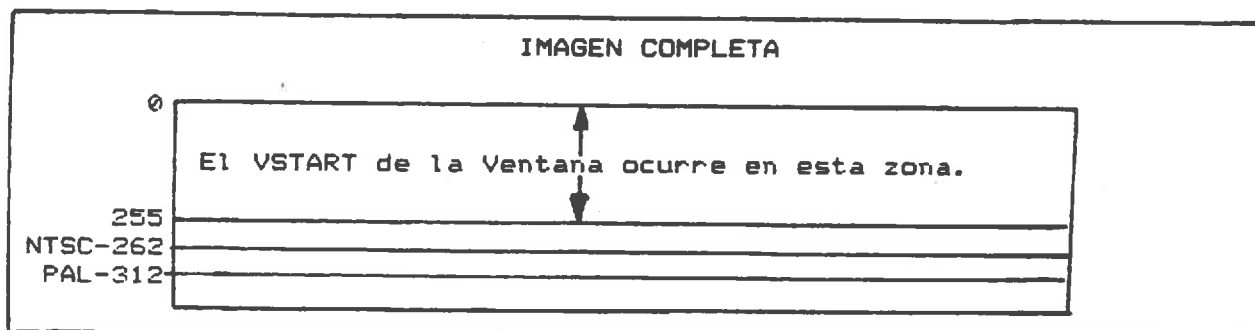 IMAGEN COMPLETA
0
El VSTART de la Ventana ocurre en esta zona.
255
NTSC-262
PAL-312